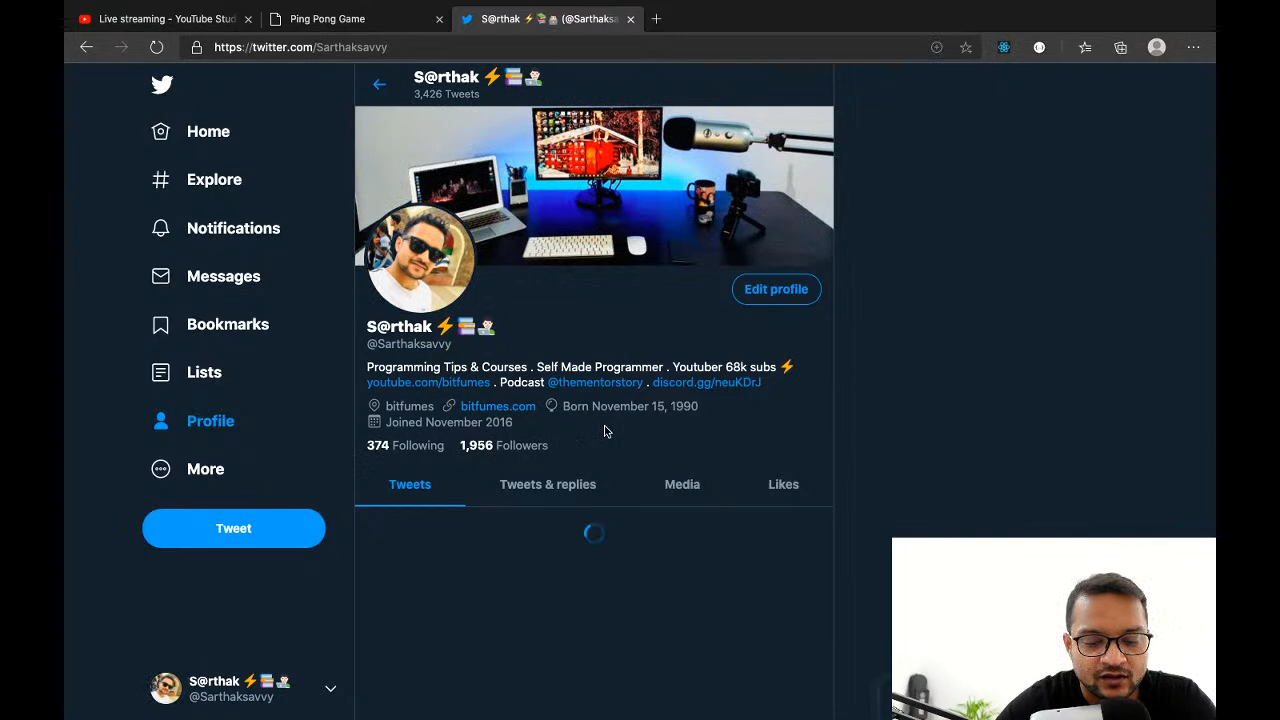 Live streaming - YouTube Stud
Ping Pong Game
S@rthak ⚡📚👨🏻‍💻 (@Sarthaksa
https://twitter.com/Sarthaksavvy
S@rthak ⚡📚👨🏻‍💻
3,426 Tweets
Home
Explore
Notifications
Messages
Bookmarks
Lists
Profile
More
Tweet
Edit profile
S@rthak ⚡📚👨🏻‍💻
@Sarthaksavvy
Programming Tips & Courses . Self Made Programmer . Youtuber 68k subs ⚡
youtube.com/bitfumes . Podcast @thementorstory . discord.gg/neuKDrJ
bitfumes bitfumes.com Born November 15, 1990
Joined November 2016
374 Following 1,956 Followers
Tweets Tweets & replies Media Likes
S@rthak ⚡📚👨🏻‍💻
@Sarthaksavvy